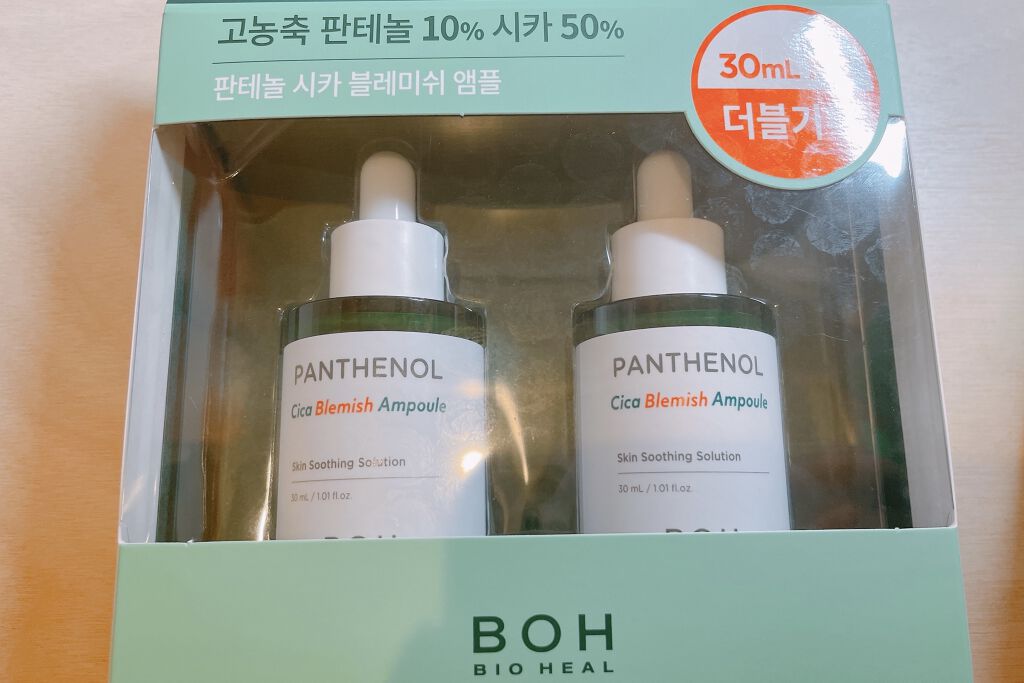 고농축 판테놀 10% 시카 50%
판테놀 시카 블레미쉬 앰플
30mL
더블기
PANTHENOL
Cica Blemish Ampoule
Skin Soothing Solution
30 mL / 1.01 fl.oz.
BOH
PANTHENOL
Cica Blemish Ampoule
Skin Soothing Solution
30 mL / 1.01 fl.oz.
BOH
BOH
BIO HEAL